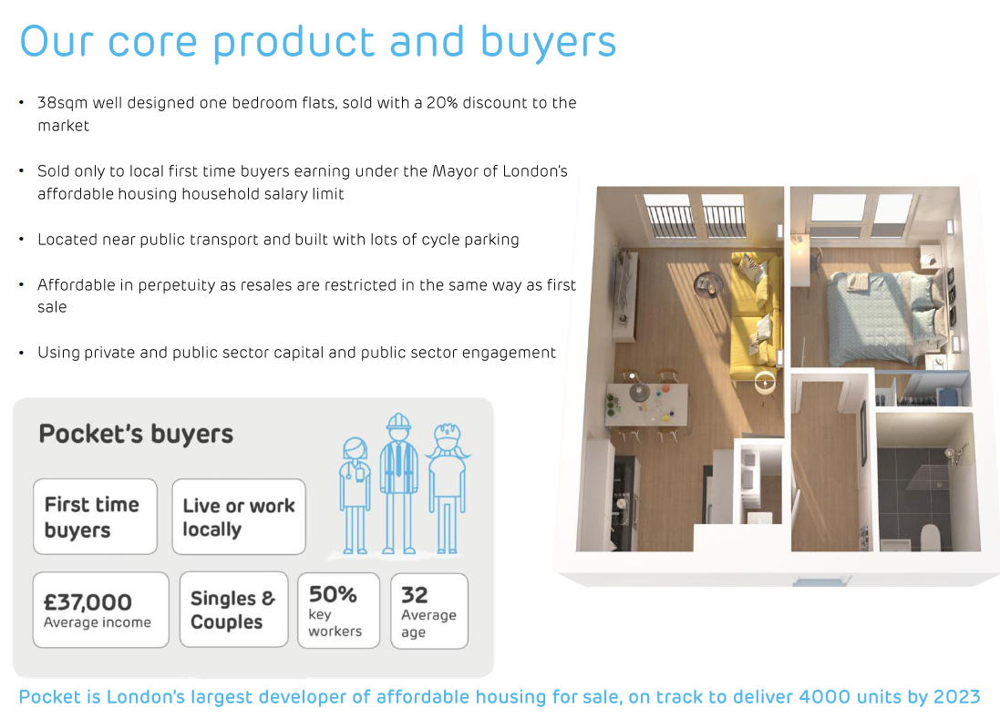 Our core product and buyers
• 38sqm well designed one bedroom flats, sold with a 20% discount to the
market
• Sold only to local first time buyers earning under the Mayor of London's
affordable housing household salary limit
• Located near public transport and built with lots of cycle parking
• Affordable in perpetuity as resales are restricted in the same way as first
sale
• Using private and public sector capital and public sector engagement
Pocket's buyers
First time
buyers
Live or work
locally
£37,000
Average income
Singles &
Couples
50%
key
workers
32
Average
age
Pocket is London's largest developer of affordable housing for sale, on track to deliver 4000 units by 2023